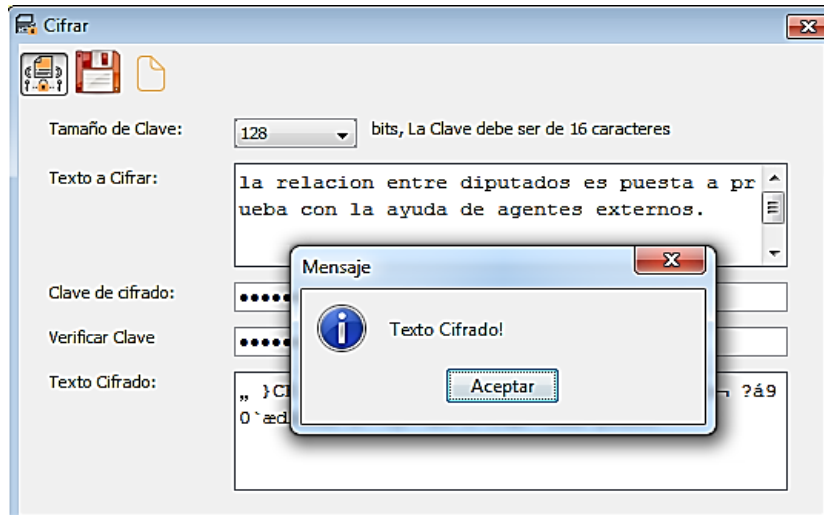 Cifrar
Tamaño de Clave:
128
bits, La Clave debe ser de 16 caracteres
Texto a Cifrar:
la relacion entre diputados es puesta a pr
ueba con la ayuda de agentes externos.
Mensaje
Texto Cifrado!
Aceptar
Clave de cifrado:
●●●●●
Verificar Clave
●●●●●
Texto Cifrado:
„ }C
¬ ?á9
0`æd